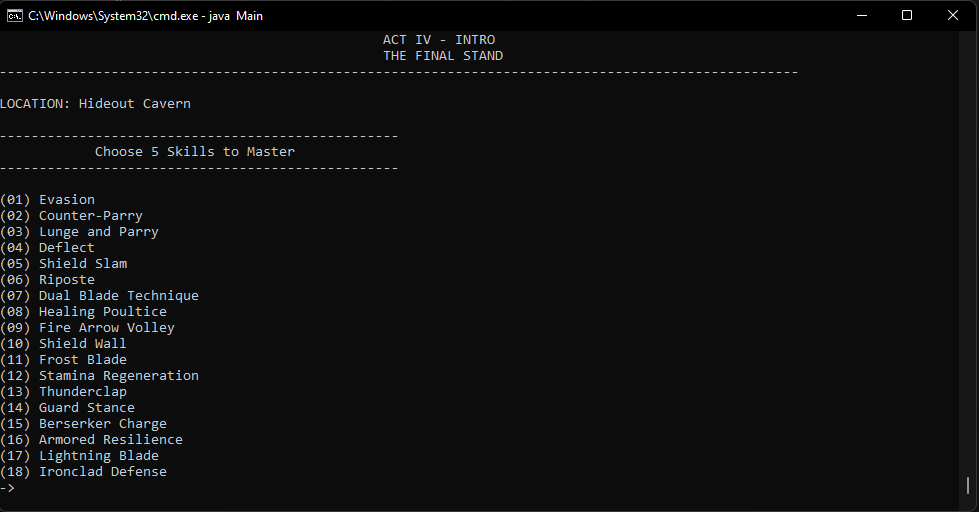 C:\Windows\System32\cmd.exe - java Main
ACT IV - INTRO
THE FINAL STAND
----------------------------------------------------------------------------------------------------
LOCATION: Hideout Cavern
--------------------------------------------------
Choose 5 Skills to Master
--------------------------------------------------
(01) Evasion
(02) Counter-Parry
(03) Lunge and Parry
(04) Deflect
(05) Shield Slam
(06) Riposte
(07) Dual Blade Technique
(08) Healing Poultice
(09) Fire Arrow Volley
(10) Shield Wall
(11) Frost Blade
(12) Stamina Regeneration
(13) Thunderclap
(14) Guard Stance
(15) Berserker Charge
(16) Armored Resilience
(17) Lightning Blade
(18) Ironclad Defense
->